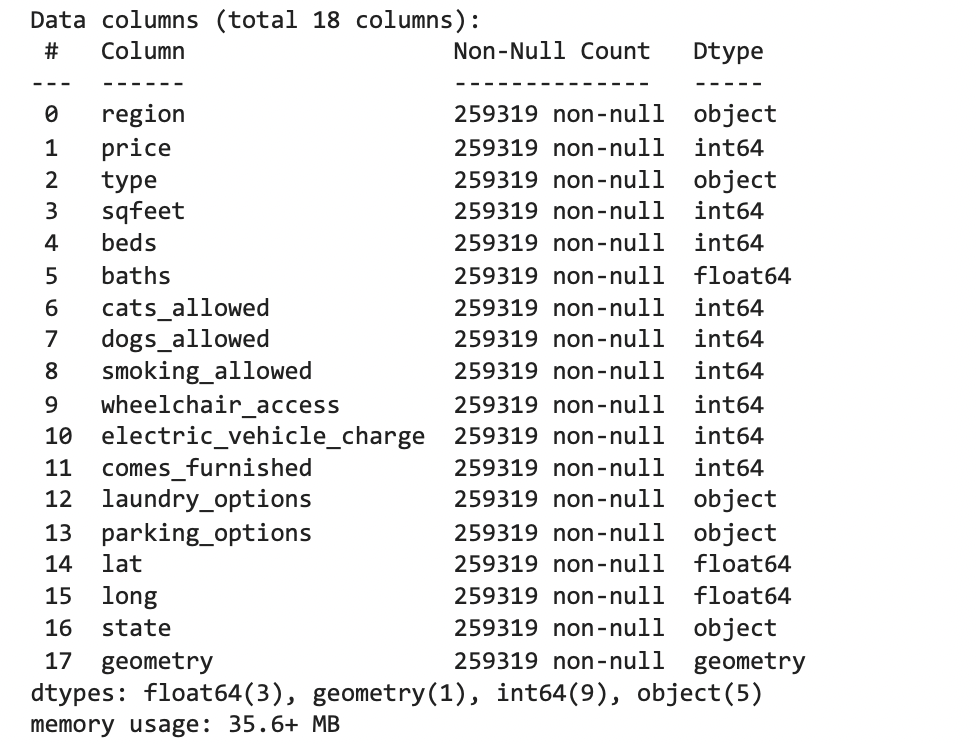 Data columns (total 18 columns):
 #   Column                   Non-Null Count   Dtype
---  ------                   --------------   -----
 0   region                   259319 non-null  object
 1   price                    259319 non-null  int64
 2   type                     259319 non-null  object
 3   sqfeet                   259319 non-null  int64
 4   beds                     259319 non-null  int64
 5   baths                    259319 non-null  float64
 6   cats_allowed             259319 non-null  int64
 7   dogs_allowed             259319 non-null  int64
 8   smoking_allowed          259319 non-null  int64
 9   wheelchair_access        259319 non-null  int64
 10  electric_vehicle_charge  259319 non-null  int64
 11  comes_furnished          259319 non-null  int64
 12  laundry_options          259319 non-null  object
 13  parking_options          259319 non-null  object
 14  lat                      259319 non-null  float64
 15  long                     259319 non-null  float64
 16  state                    259319 non-null  object
 17  geometry                 259319 non-null  geometry
dtypes: float64(3), geometry(1), int64(9), object(5)
memory usage: 35.6+ MB